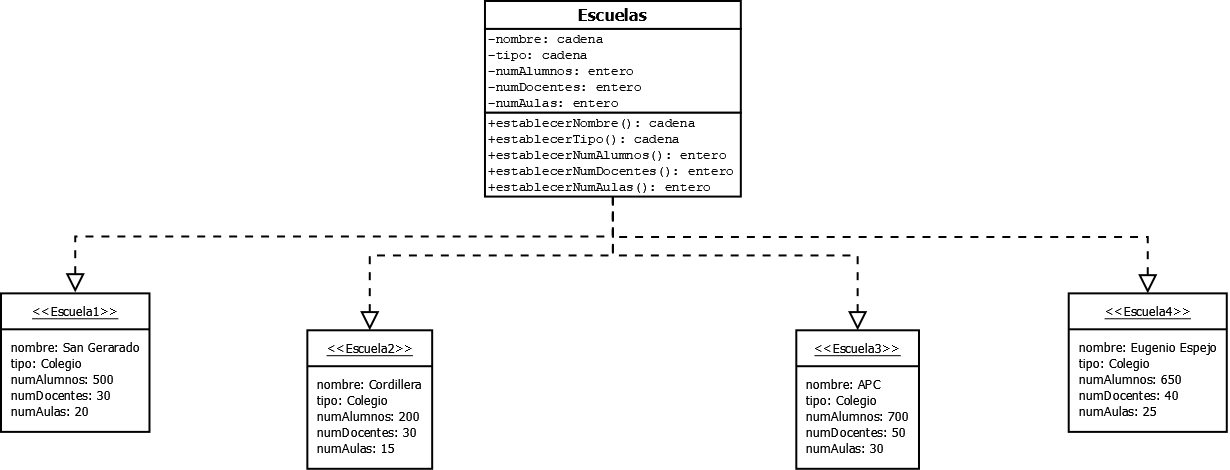 Escuelas
-nombre: cadena
-tipo: cadena
-numAlumnos: entero
-numDocentes: entero
-numAulas: entero
+establecerNombre(): cadena
+establecerTipo(): cadena
+establecerNumAlumnos(): entero
+establecerNumDocentes(): entero
+establecerNumAulas(): entero
<<Escuela1>>
nombre: San Gerarado
tipo: Colegio
numAlumnos: 500
numDocentes: 30
numAulas: 20
<<Escuela2>>
nombre: Cordillera
tipo: Colegio
numAlumnos: 200
numDocentes: 30
numAulas: 15
<<Escuela3>>
nombre: APC
tipo: Colegio
numAlumnos: 700
numDocentes: 50
numAulas: 30
<<Escuela4>>
nombre: Eugenio Espejo
tipo: Colegio
numAlumnos: 650
numDocentes: 40
numAulas: 25